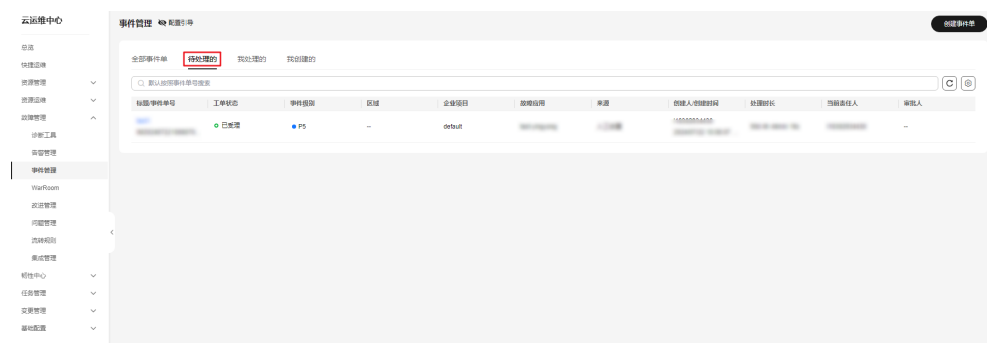 云运维中心
总览
快捷运维
资源管理
资源运维
故障管理
诊断工具
告警管理
事件管理
WarRoom
改进管理
问题管理
流转规则
集成管理
韧性中心
任务管理
变更管理
基础配置
事件管理 配置引导
创建事件单
全部事件单 待处理的 我处理的 我创建的
默认按照事件单号搜索
标题/事件单号 工单状态 事件级别 区域 企业项目 故障应用 来源 创建人/创建时间 处理时长 当前责任人 审批人
已受理 P5 -- default --